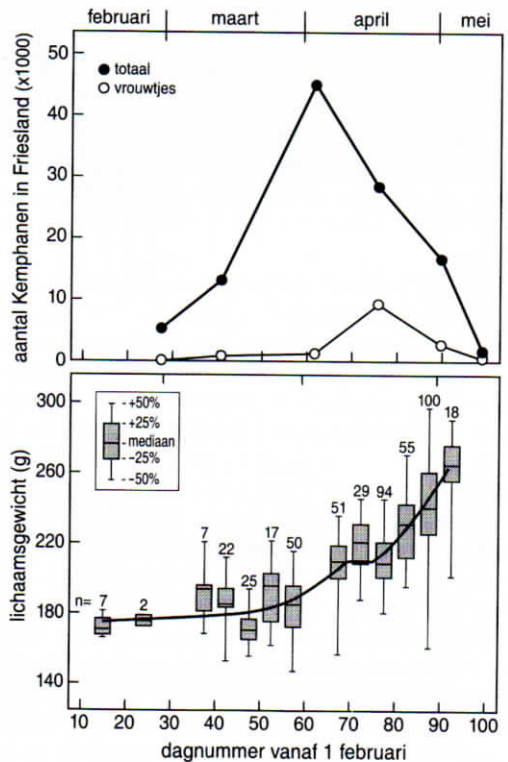 februari maart april mei
aantal Kemphanen in Friesland (x1000)
50
40
30
20
10
0
totaal
vrouwtjes
lichaamsgewicht (g)
300
260
220
180
140
+50%
+25%
mediaan
-25%
-50%
n= 7 2 7 22 25 17 50 51 29 94 55 100 18
10 20 30 40 50 60 70 80 90 100
dagnummer vanaf 1 februari